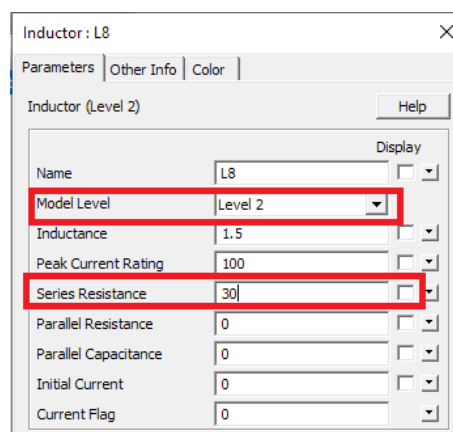 Inductor : L8
Parameters Other Info Color
Inductor (Level 2) Help
Display
Name L8
Model Level Level 2
Inductance 1.5
Peak Current Rating 100
Series Resistance 30
Parallel Resistance 0
Parallel Capacitance 0
Initial Current 0
Current Flag 0